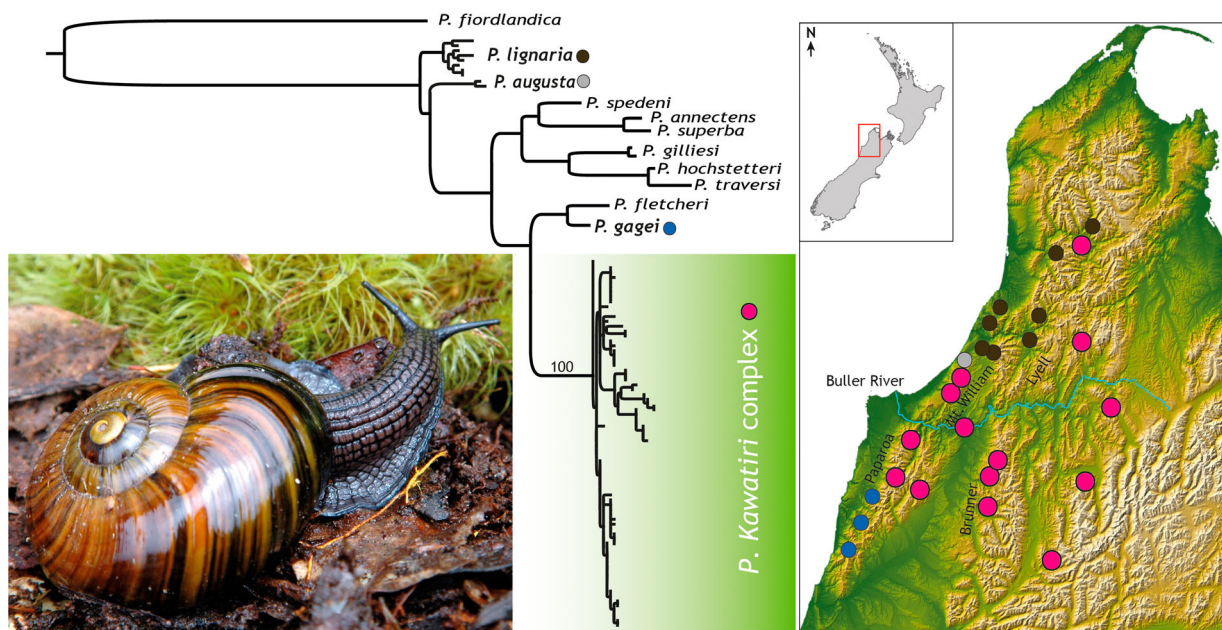 P. fiordlandica
P. lignaria
P. augusta
P. spedeni
P. annectens
P. superba
P. gilliesi
P. hochstetteri
P. traversi
P. fletcheri
P. gagei
100
P. Kawatiri complex
N
Buller River
Mt. William
Lyell
Paparoa
Brunner